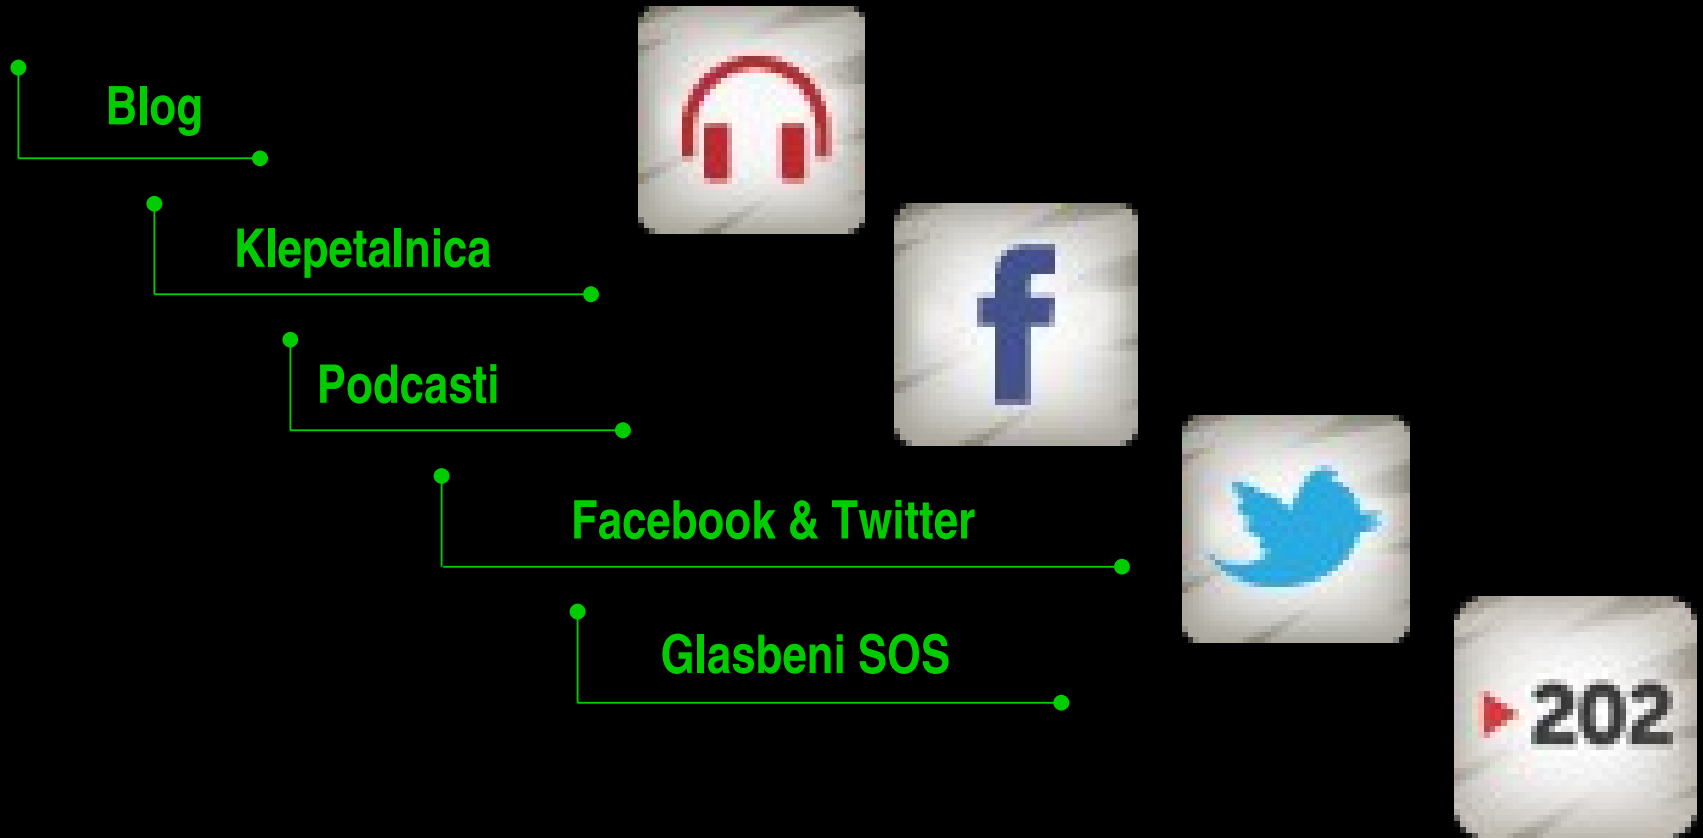 Blog
Klepetalnica
Podcasti
Facebook & Twitter
Glasbeni SOS
202